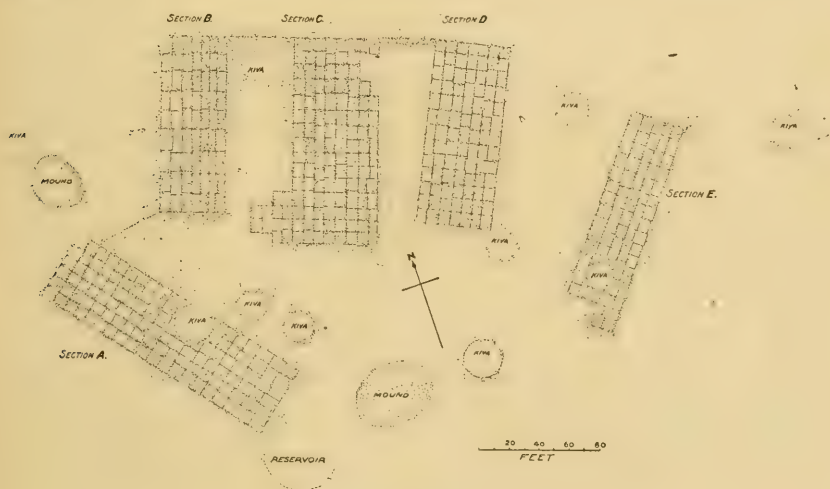 SECTION B.
SECTION C.
SECTION D
KIVA
KIVA
KIVA
KIVA
MOUND
SECTION E.
KIVA
N
KIVA
KIVA
KIVA
KIVA
SECTION A.
KIVA
MOUND
20 40 60 80
FEET
RESERVOIR